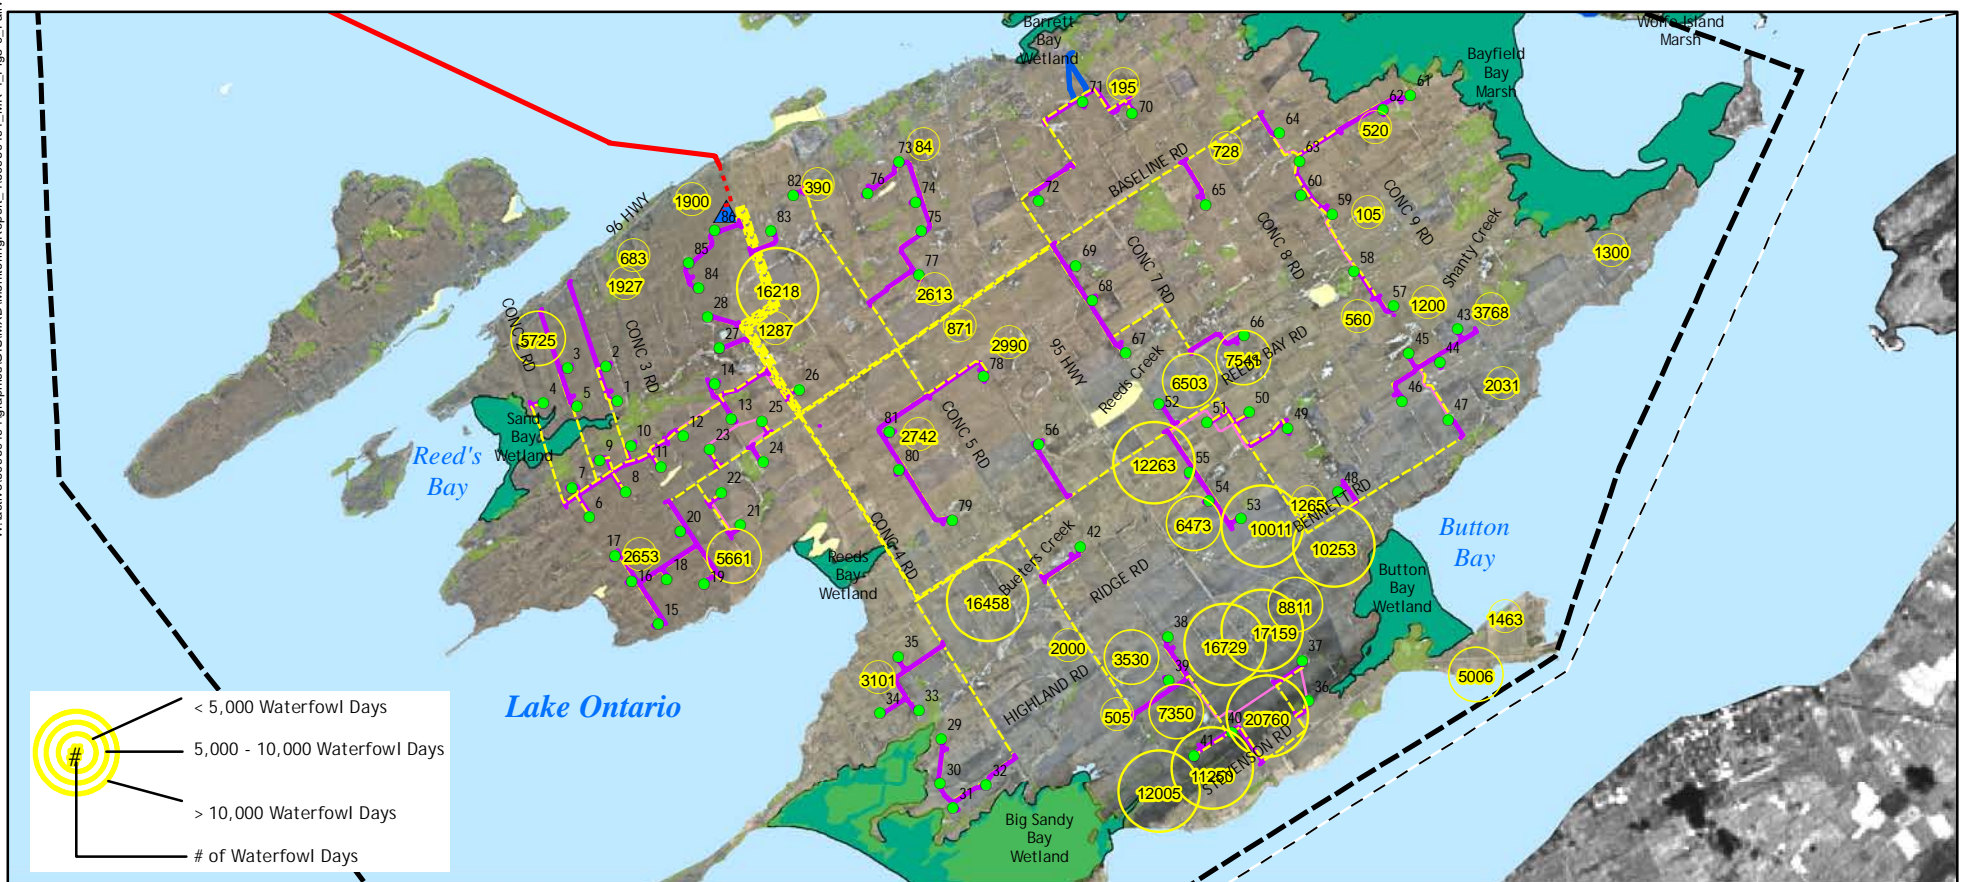 Barrett
Bay
Wetland
Wolfe Island
Marsh
Bayfield
Bay
Marsh
71
195
70
61
62
520
64
63
73
84
76
74
75
77
2613
82
390
83
72
BASELINE RD
728
65
60
59
105
CONC 9 RD
Shanty Creek
1300
96 HWY
1900
86
683
1927
85
84
28
27
16218
1287
69
68
67
CONC 7 RD
CONC 8 RD
58
57
560
1200
43
3768
45
44
46
47
2031
CONC 1 RD
5725
3
2
CONC 3 RD
4
5
1
14
13
26
25
871
2990
78
95 HWY
Reeds Creek
66
7541
REEDS BAY RD
6503
52
51
50
49
Sand
Bay
Wetland
Reed's
Bay
9
10
12
11
7
8
6
23
24
22
21
20
81
2742
80
79
CONC 5 RD
56
12263
55
54
53
6473
10011
1265
48
BENNETT RD
10253
Button
Bay
17
2653
18
16
19
15
5661
CONC 4 RD
Reeds
Bay
Wetland
Bueters Creek
42
16458
RIDGE RD
Button
Bay
Wetland
8811
17159
16729
38
39
37
36
2000
3530
1463
5006
35
3101
34
33
HIGHLAND RD
505
7350
40
20760
41
11250
STEVENSON RD
12005
Lake Ontario
29
30
31
32
Big Sandy
Bay
Wetland
#
< 5,000 Waterfowl Days
5,000 - 10,000 Waterfowl Days
> 10,000 Waterfowl Days
# of Waterfowl Days